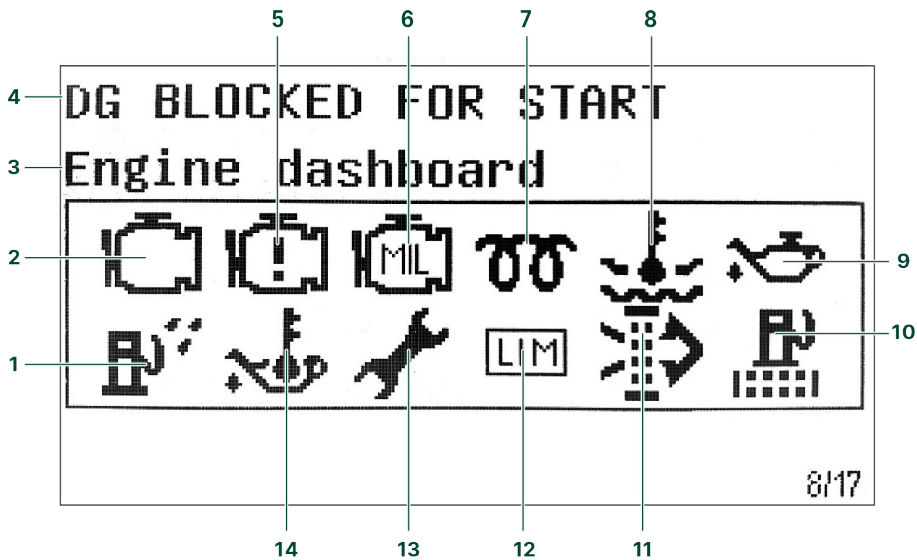 5 6 7 8
4 DG BLOCKED FOR START
3 Engine dashboard
2 ! MIL 9
1 LIM 10
8/17
14 13 12 11